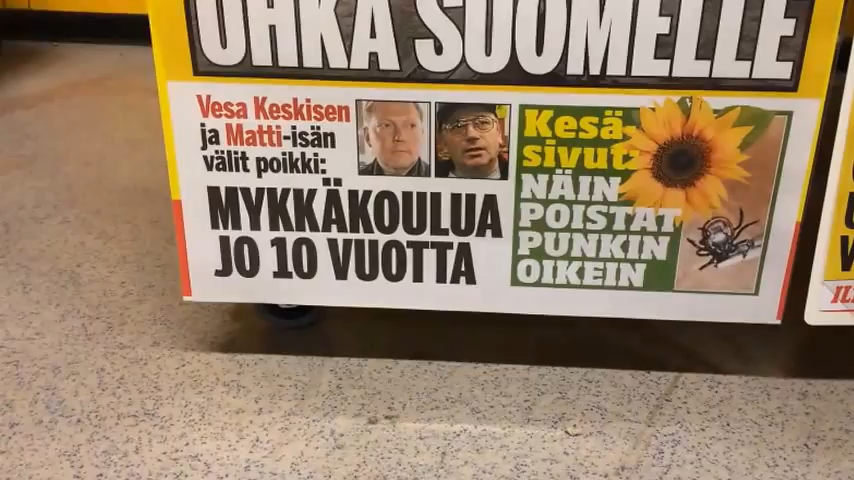 UHKA SUOMELLE
Vesa Keskisen
ja Matti-isän
välit poikki:
MYKKÄKOULUA
JO 10 VUOTTA
Kesä-
sivut:
NÄIN
POISTAT
PUNKIN
OIKEIN